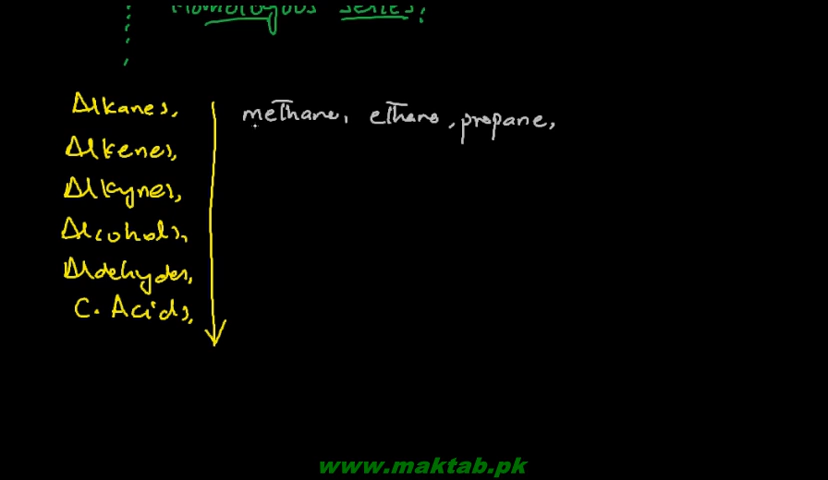 Homologous series:
Alkanes, methane, ethane, propane,
Alkenes,
Alkynes,
Alcohols,
Aldehydes,
C. Acids,
www.maktab.pk